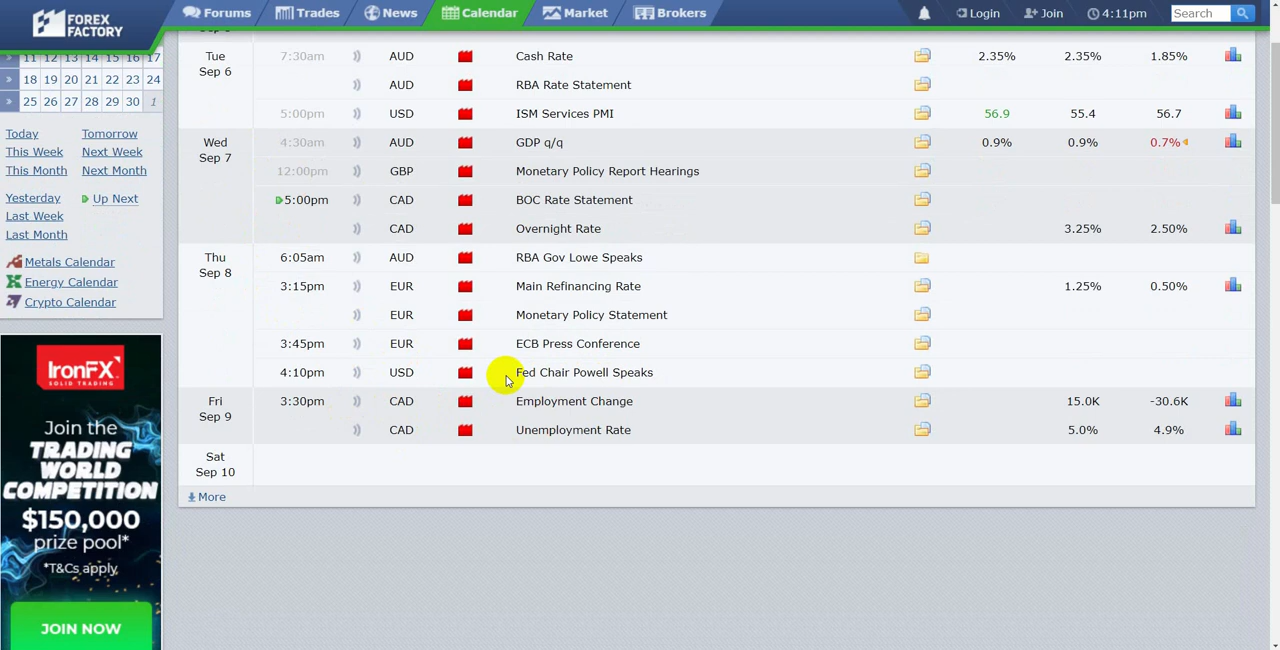 FOREX
FACTORY
Forums
Trades
News
Calendar
Market
Brokers
Login
Join
4:11pm
Search
» 11 12 13 14 15 16 17
» 18 19 20 21 22 23 24
» 25 26 27 28 29 30 1
Today Tomorrow
This Week Next Week
This Month Next Month
Yesterday Up Next
Last Week
Last Month
Metals Calendar
Energy Calendar
Crypto Calendar
IRONFX
SOLID TRADING
Join the
TRADING
WORLD
COMPETITION
$150,000
prize pool*
*T&Cs apply
JOIN NOW
Tue
Sep 6
7:30am AUD Cash Rate 2.35% 2.35% 1.85%
AUD RBA Rate Statement
5:00pm USD ISM Services PMI 56.9 55.4 56.7
Wed
Sep 7
4:30am AUD GDP q/q 0.9% 0.9% 0.7%
12:00pm GBP Monetary Policy Report Hearings
5:00pm CAD BOC Rate Statement
CAD Overnight Rate 3.25% 2.50%
Thu
Sep 8
6:05am AUD RBA Gov Lowe Speaks
3:15pm EUR Main Refinancing Rate 1.25% 0.50%
EUR Monetary Policy Statement
3:45pm EUR ECB Press Conference
4:10pm USD Fed Chair Powell Speaks
Fri
Sep 9
3:30pm CAD Employment Change 15.0K -30.6K
CAD Unemployment Rate 5.0% 4.9%
Sat
Sep 10
More